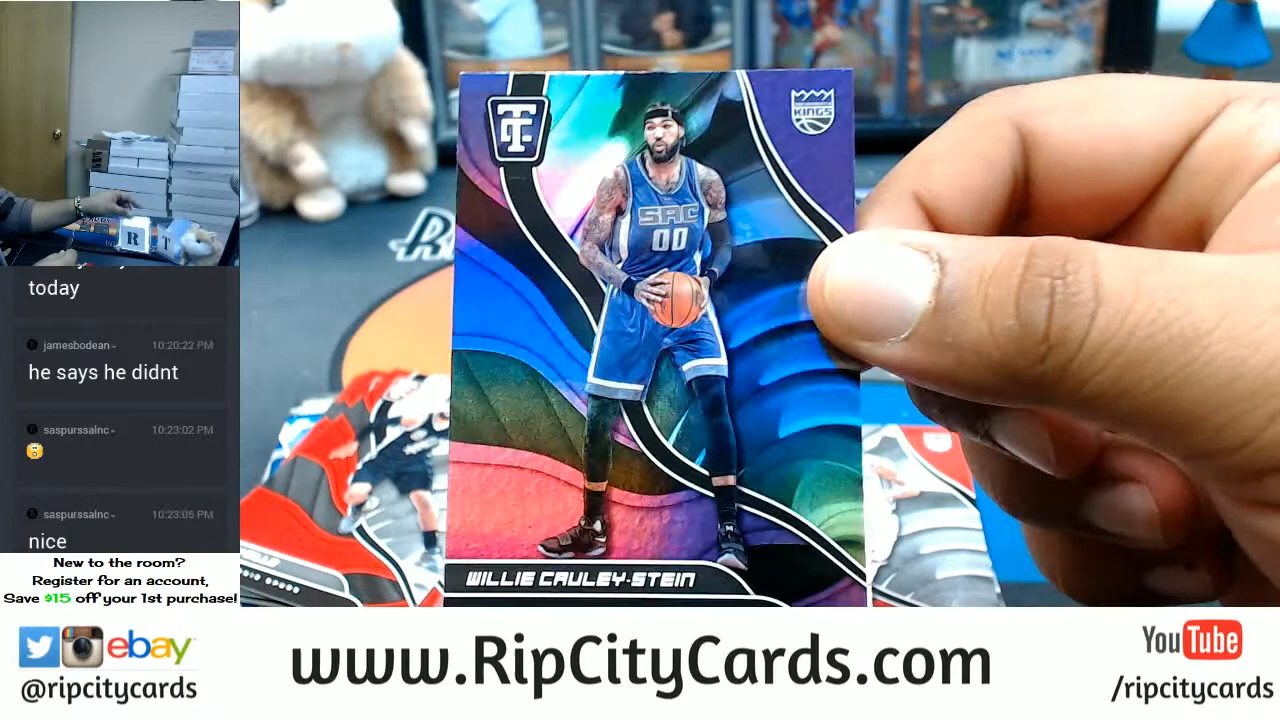 today
jamesbodean
10:20:22 PM
he says he didnt
saspurssalnc
10:23:02 PM
saspurssalnc
10:23:05 PM
nice
New to the room?
Register for an account,
Save $15 off your 1st purchase!
R T
KINGS
SAC
00
WILLIE CAULEY-STEIN
ebay
@ripcitycards
www.RipCityCards.com
YouTube
/ripcitycards